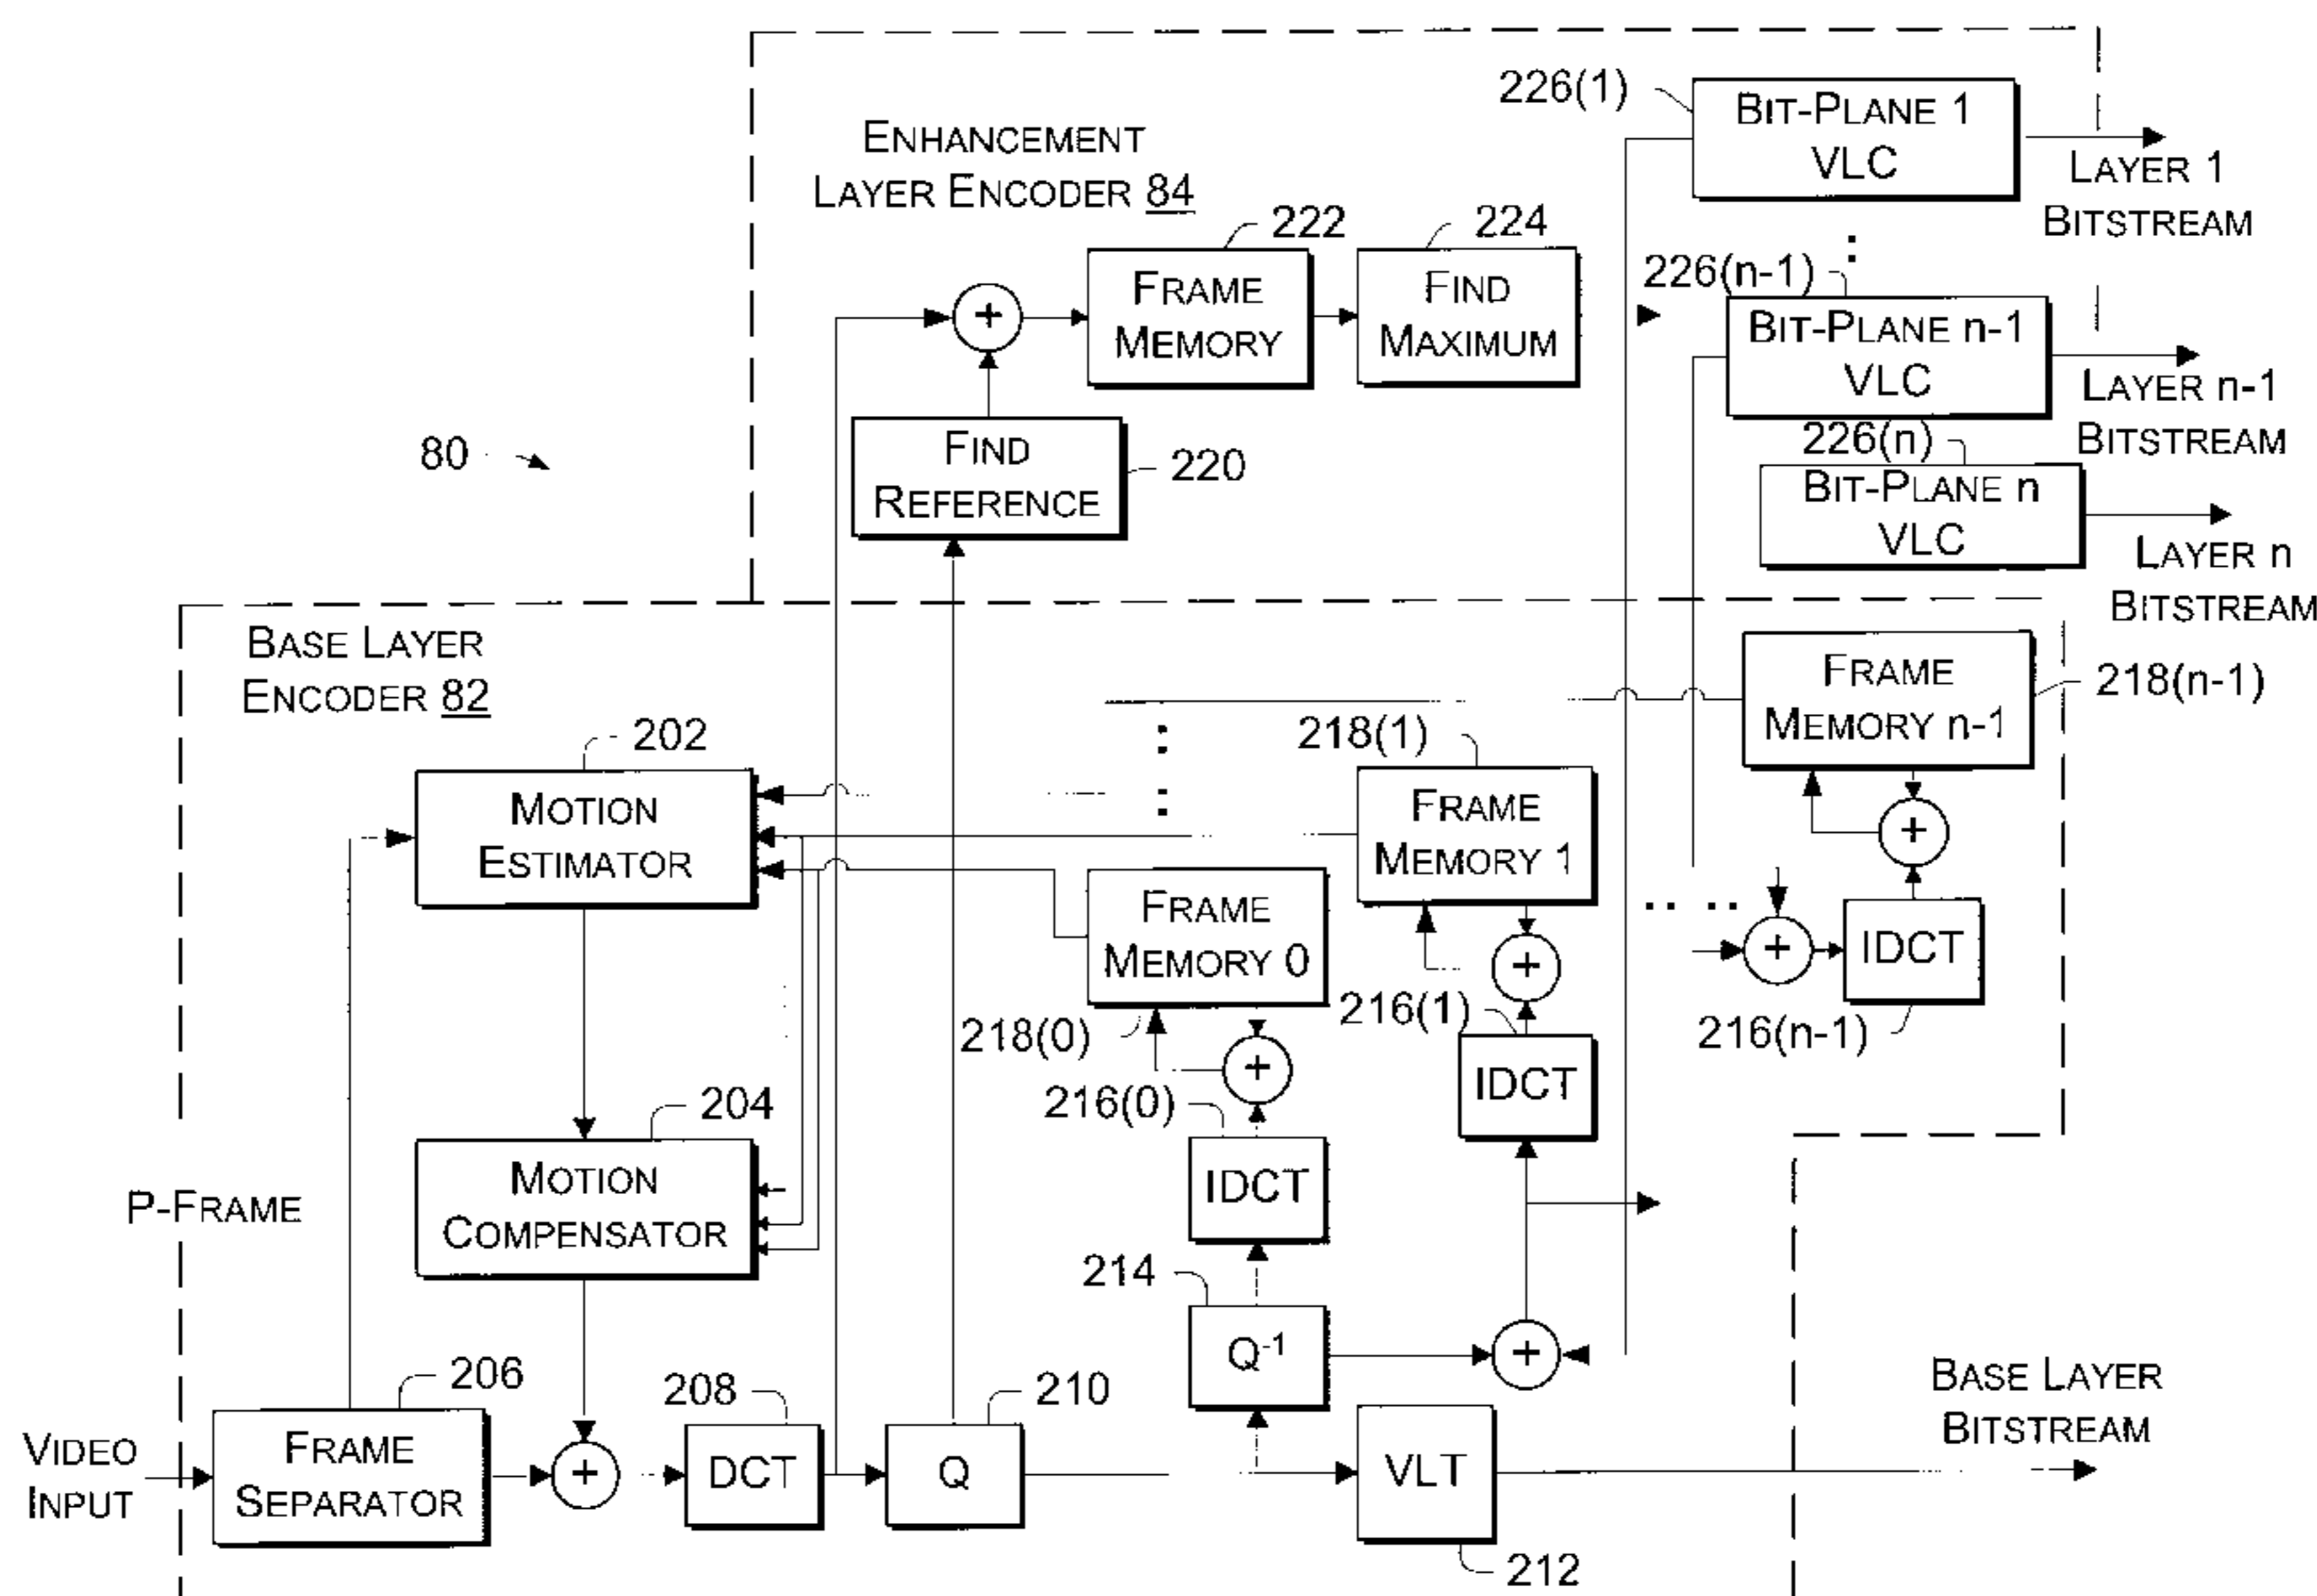 226(1)
BIT-PLANE 1
VLC
LAYER 1
BITSTREAM
ENHANCEMENT
LAYER ENCODER 84
222
224
FRAME
MEMORY
FIND
MAXIMUM
226(n-1)
BIT-PLANE n-1
VLC
LAYER n-1
BITSTREAM
80
FIND
REFERENCE
220
226(n)
BIT-PLANE n
VLC
LAYER n
BITSTREAM
BASE LAYER
ENCODER 82
FRAME
MEMORY n-1
218(n-1)
202
MOTION
ESTIMATOR
218(1)
FRAME
MEMORY 1
FRAME
MEMORY 0
218(0)
+
+
+
+
+
IDCT
216(n-1)
216(1)
IDCT
216(0)
IDCT
204
MOTION
COMPENSATOR
P-FRAME
214
Q-1
+
206
FRAME
SEPARATOR
VIDEO
INPUT
+
208
DCT
210
Q
VLT
212
BASE LAYER
BITSTREAM